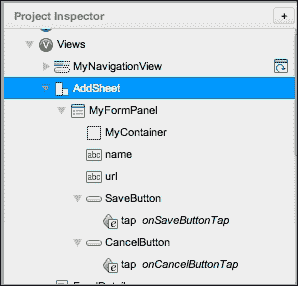 Project Inspector
+
V Views
MyNavigationView
AddSheet
MyFormPanel
MyContainer
abc name
abc url
SaveButton
e tap onSaveButtonTap
CancelButton
e tap onCancelButtonTap